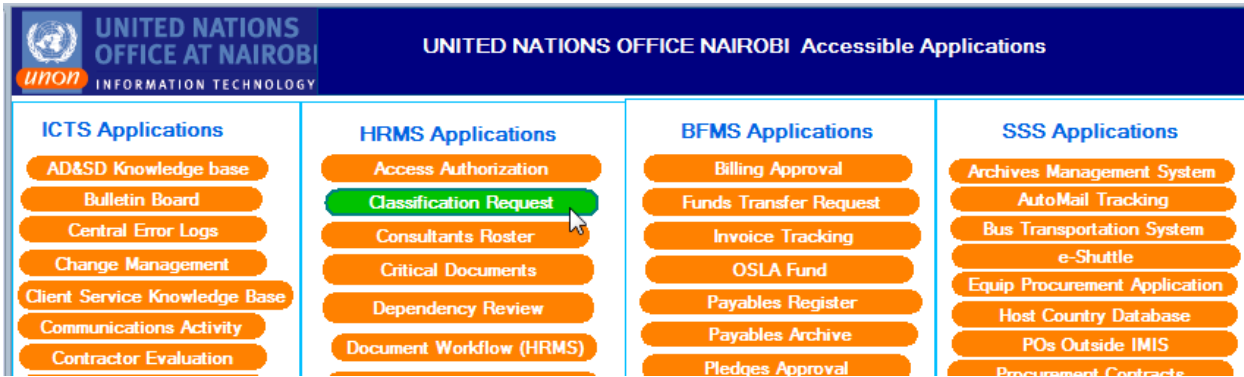 UNITED NATIONS
OFFICE AT NAIROBI
unon
INFORMATION TECHNOLOGY
UNITED NATIONS OFFICE NAIROBI Accessible Applications
ICTS Applications
AD&SD Knowledge base
Bulletin Board
Central Error Logs
Change Management
Client Service Knowledge Base
Communications Activity
Contractor Evaluation
HRMS Applications
Access Authorization
Classification Request
Consultants Roster
Critical Documents
Dependency Review
Document Workflow (HRMS)
BFMS Applications
Billing Approval
Funds Transfer Request
Invoice Tracking
OSLA Fund
Payables Register
Payables Archive
Pledges Approval
SSS Applications
Archives Management System
AutoMail Tracking
Bus Transportation System
e-Shuttle
Equip Procurement Application
Host Country Database
POs Outside IMIS
Procurement Contracts